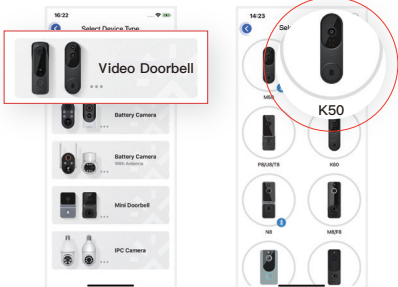 16:22
Select Device Type
Video Doorbell
Battery Camera
Battery Camera
With Antenna
Mini Doorbell
IPC Camera
14:23
Sel
K50
P8/U8/T8
K60
N8
M8/F8